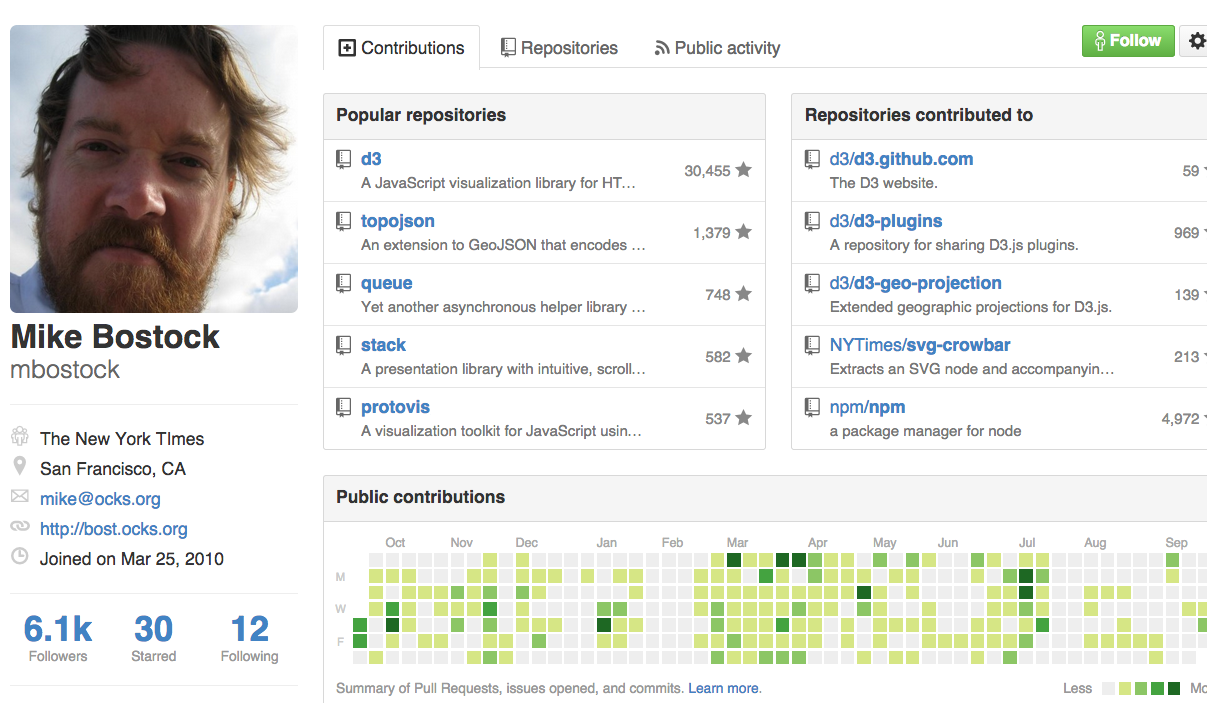 Contributions
Repositories
Public activity
Follow
Mike Bostock
mbostock
The New York TImes
San Francisco, CA
mike@ocks.org
http://bost.ocks.org
Joined on Mar 25, 2010
6.1k 30 12
Followers Starred Following
Popular repositories
d3
30,455
A JavaScript visualization library for HT…
topojson
1,379
An extension to GeoJSON that encodes …
queue
748
Yet another asynchronous helper library …
stack
582
A presentation library with intuitive, scroll…
protovis
537
A visualization toolkit for JavaScript usin…
Repositories contributed to
d3/d3.github.com
59
The D3 website.
d3/d3-plugins
969
A repository for sharing D3.js plugins.
d3/d3-geo-projection
139
Extended geographic projections for D3.js.
NYTimes/svg-crowbar
213
Extracts an SVG node and accompanyin…
npm/npm
4,972
a package manager for node
Public contributions
Oct Nov Dec Jan Feb Mar Apr May Jun Jul Aug Sep
M
W
F
Summary of Pull Requests, issues opened, and commits. Learn more.
Less Mo